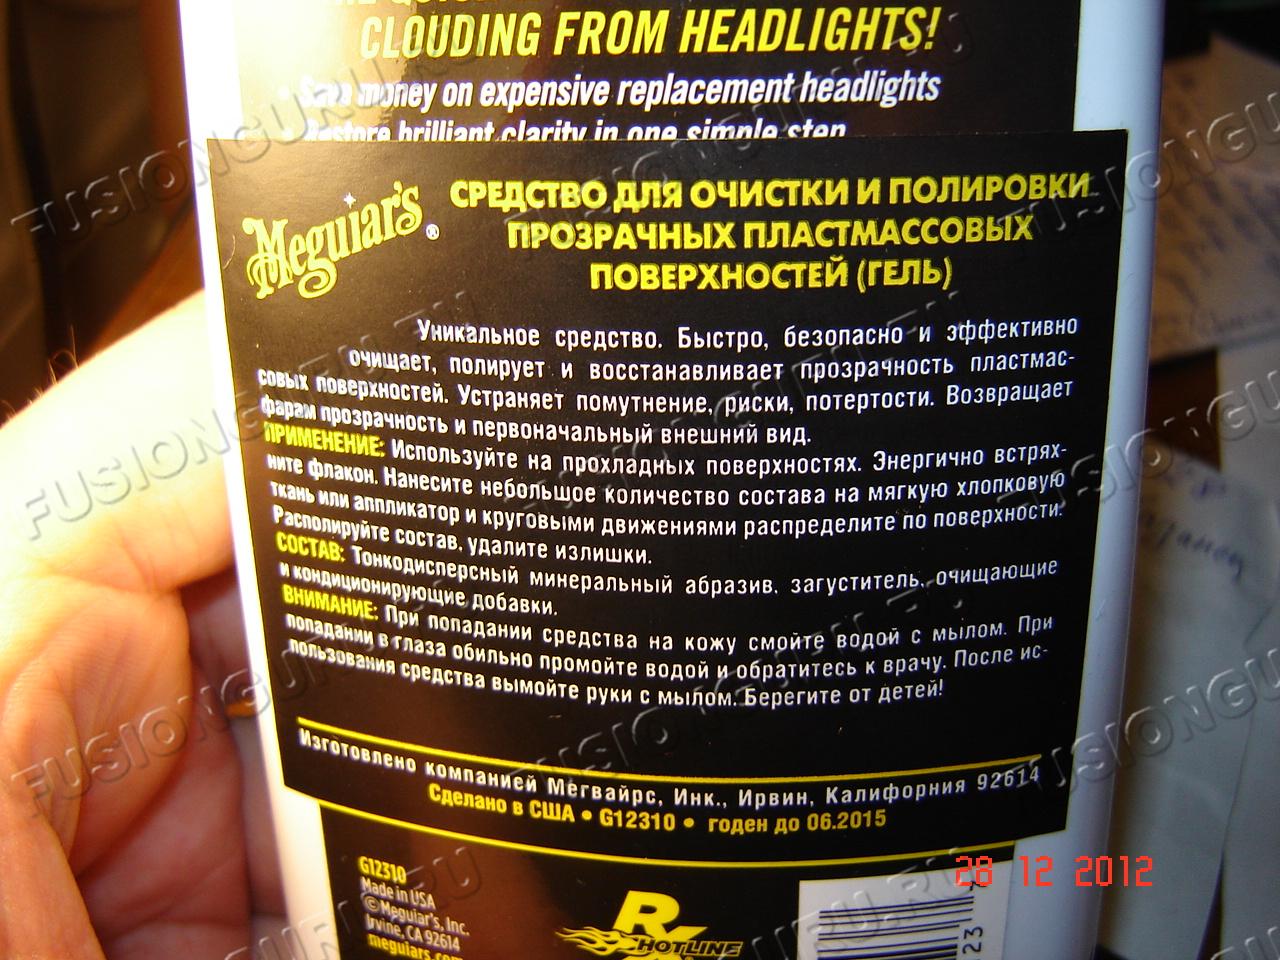 CLOUDING FROM HEADLIGHTS!
• Save money on expensive replacement headlights
• Restore brilliant clarity in one simple step
Meguiar's®
СРЕДСТВО ДЛЯ ОЧИСТКИ И ПОЛИРОВКИ
ПРОЗРАЧНЫХ ПЛАСТМАССОВЫХ
ПОВЕРХНОСТЕЙ (ГЕЛЬ)
Уникальное средство. Быстро, безопасно и эффективно
очищает, полирует и восстанавливает прозрачность пластмас-
совых поверхностей. Устраняет помутнение, риски, потертости. Возвращает
фарам прозрачность и первоначальный внешний вид.
ПРИМЕНЕНИЕ: Используйте на прохладных поверхностях. Энергично встрях-
ните флакон. Нанесите небольшое количество состава на мягкую хлопковую
ткань или аппликатор и круговыми движениями распределите по поверхности.
Располируйте состав, удалите излишки.
СОСТАВ: Тонкодисперсный минеральный абразив, загуститель, очищающие
и кондиционирующие добавки.
ВНИМАНИЕ: При попадании средства на кожу смойте водой с мылом. При
попадании в глаза обильно промойте водой и обратитесь к врачу. После ис-
пользования средства вымойте руки с мылом. Берегите от детей!
Изготовлено компанией Мегвайрс, Инк., Ирвин, Калифорния 92614
Сделано в США • G12310 • годен до 06.2015
G12310
Made in USA
© Meguiar's, Inc.
Irvine, CA 92614
meguiars.com
Rx
HOTLINE
23
28 12 2012
FUSIONGURU.RU